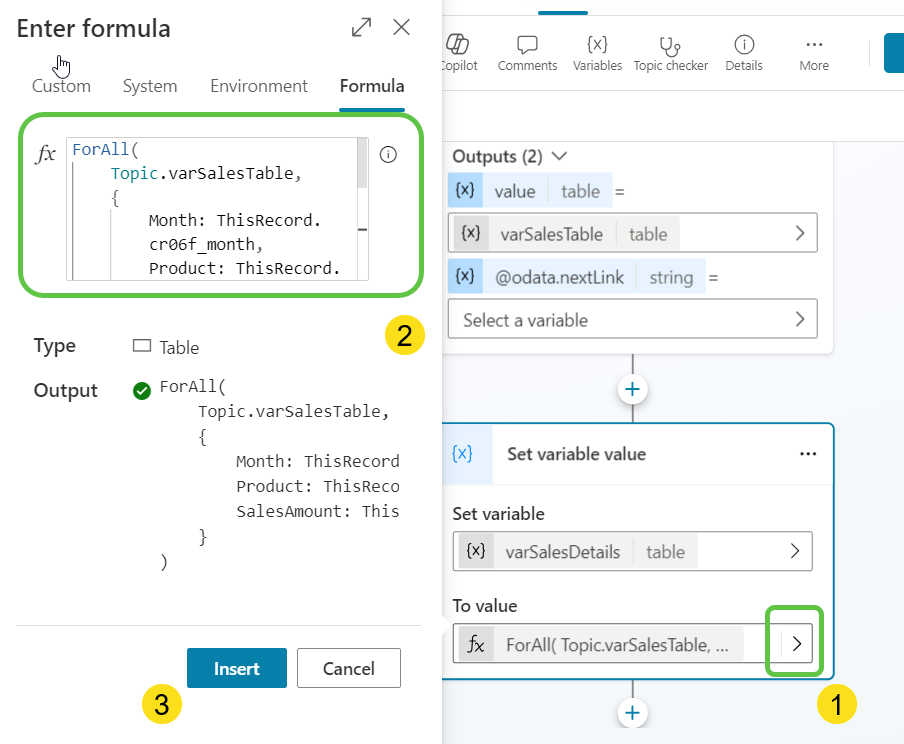 Enter formula
Custom System Environment Formula
fx
ForAll(
Topic.varSalesTable,
{
Month: ThisRecord.
cr06f_month,
Product: ThisRecord.
2
Type Table
Output ForAll(
Topic.varSalesTable,
{
Month: ThisRecord
Product: ThisReco
SalesAmount: This
}
)
Insert Cancel
3
Copilot Comments Variables Topic checker Details More
Outputs (2)
{x} value table =
{x} varSalesTable table
{x} @odata.nextLink string =
Select a variable
{x} Set variable value
Set variable
{x} varSalesDetails table
To value
fx ForAll( Topic.varSalesTable, ...
1